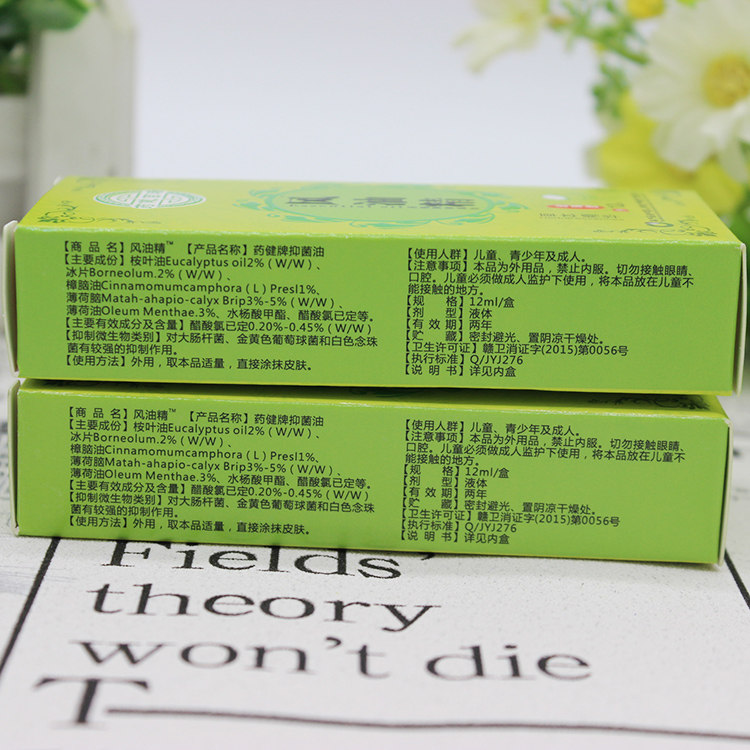 【商 品 名】风油精™ 【产品名称】药健牌抑菌油
【主要成份】桉叶油Eucalyptus oil2%(W/W)、
冰片Borneolum.2%(W/W)、
樟脑油Cinnamomumcamphora(L)Presl1%、
薄荷脑Matah-ahapio-calyx Brip3%-5%(W/W)
薄荷油Oleum Menthae.3%、水杨酸甲酯、醋酸氯已定等。
【主要有效成分及含量】醋酸氯已定0.20%-0.45%(W/W)
【抑制微生物类别】对大肠杆菌、金黄色葡萄球菌和白色念珠
菌有较强的抑制作用。
【使用方法】外用，取本品适量，直接涂抹皮肤。
【使用人群】儿童、青少年及成人。
【注意事项】本品为外用品，禁止内服。切勿接触眼睛、
口腔。儿童必须做成人监护下使用，将本品放在儿童不
能接触的地方。
【规 格】12ml/盒
【剂 型】液体
【有 效 期】两年
【贮 藏】密封避光、置阴凉干燥处。
【卫生许可证】赣卫消证字(2015)第0056号
【执行标准】Q/JYJ276
【说 明 书】详见内盒
【商 品 名】风油精™ 【产品名称】药健牌抑菌油
【主要成份】桉叶油Eucalyptus oil2%(W/W)、
冰片Borneolum.2%(W/W)、
樟脑油Cinnamomumcamphora(L)Presl1%、
薄荷脑Matah-ahapio-calyx Brip3%-5%(W/W)
薄荷油Oleum Menthae.3%、水杨酸甲酯、醋酸氯已定等。
【主要有效成分及含量】醋酸氯已定0.20%-0.45%(W/W)
【抑制微生物类别】对大肠杆菌、金黄色葡萄球菌和白色念珠
菌有较强的抑制作用。
【使用方法】外用，取本品适量，直接涂抹皮肤。
【使用人群】儿童、青少年及成人。
【注意事项】本品为外用品，禁止内服。切勿接触眼睛、
口腔。儿童必须做成人监护下使用，将本品放在儿童不
能接触的地方。
【规 格】12ml/盒
【剂 型】液体
【有 效 期】两年
【贮 藏】密封避光、置阴凉干燥处。
【卫生许可证】赣卫消证字(2015)第0056号
【执行标准】Q/JYJ276
【说 明 书】详见内盒
Fields'
theory
won't die
T